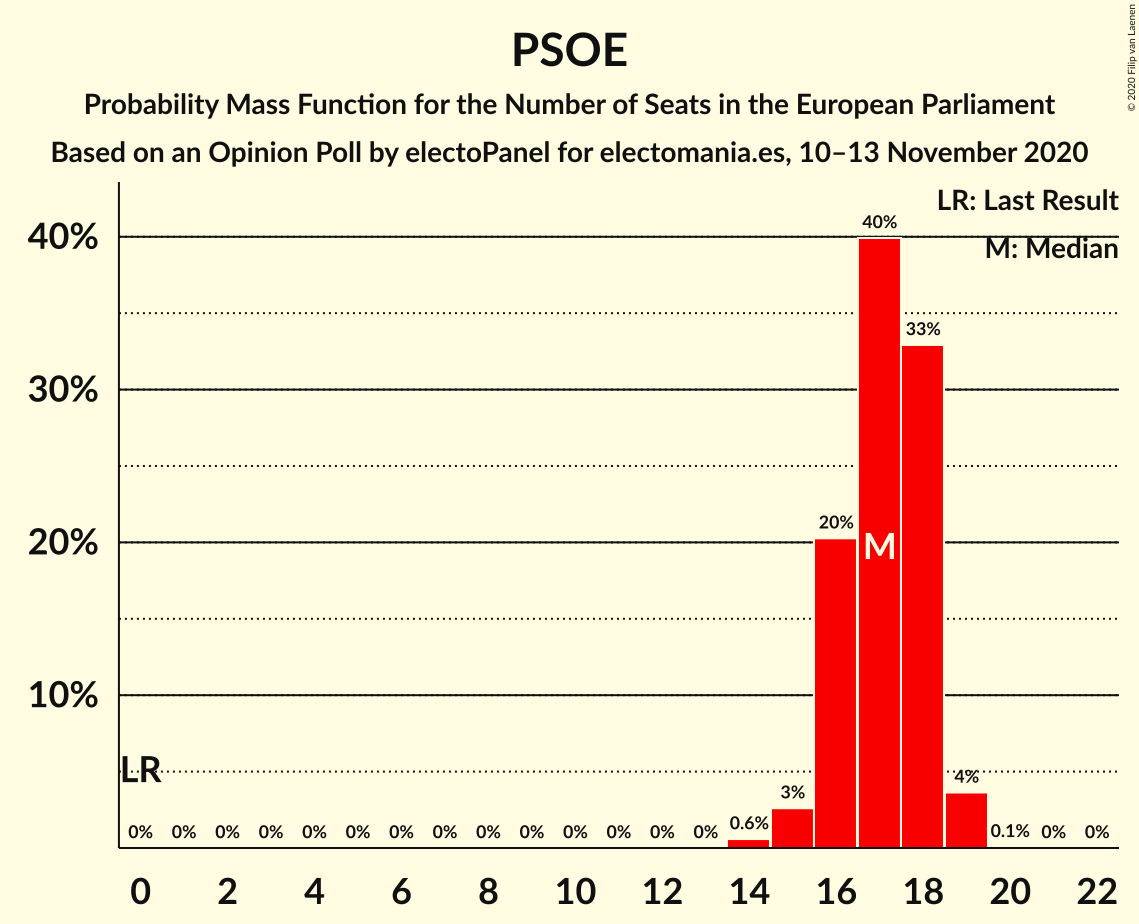 PSOE
Probability Mass Function for the Number of Seats in the European Parliament
Based on an Opinion Poll by electoPanel for electomania.es, 10–13 November 2020
© 2020 Filip van Laenen
LR: Last Result
M: Median
40%
30%
20%
10%
40%
33%
20%
M
LR
4%
3%
0% 0% 0% 0% 0% 0% 0% 0% 0% 0% 0% 0% 0% 0% 0.6% 0.1% 0% 0%
0 2 4 6 8 10 12 14 16 18 20 22